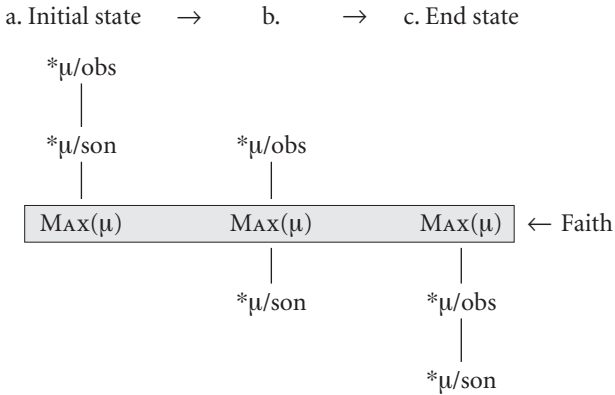 a. Initial state → b. → c. End state
*μ/obs
*μ/son *μ/obs
Max(μ) Max(μ) Max(μ) ← Faith
*μ/son *μ/obs
*μ/son